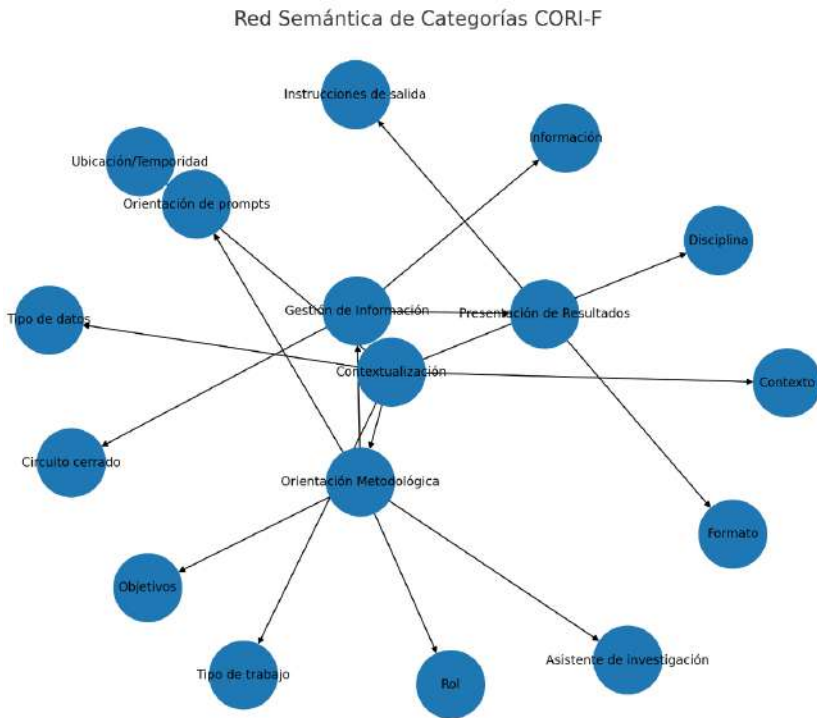 Red Semántica de Categorías CORI-F
Instrucciones de salida
Información
Ubicación/Temporidad
Orientación de prompts
Disciplina
Gestión de Información
Presentación de Resultados
Tipo de datos
Contextualización
Contexto
Circuito cerrado
Orientación Metodológica
Formato
Objetivos
Asistente de investigación
Tipo de trabajo
Rol